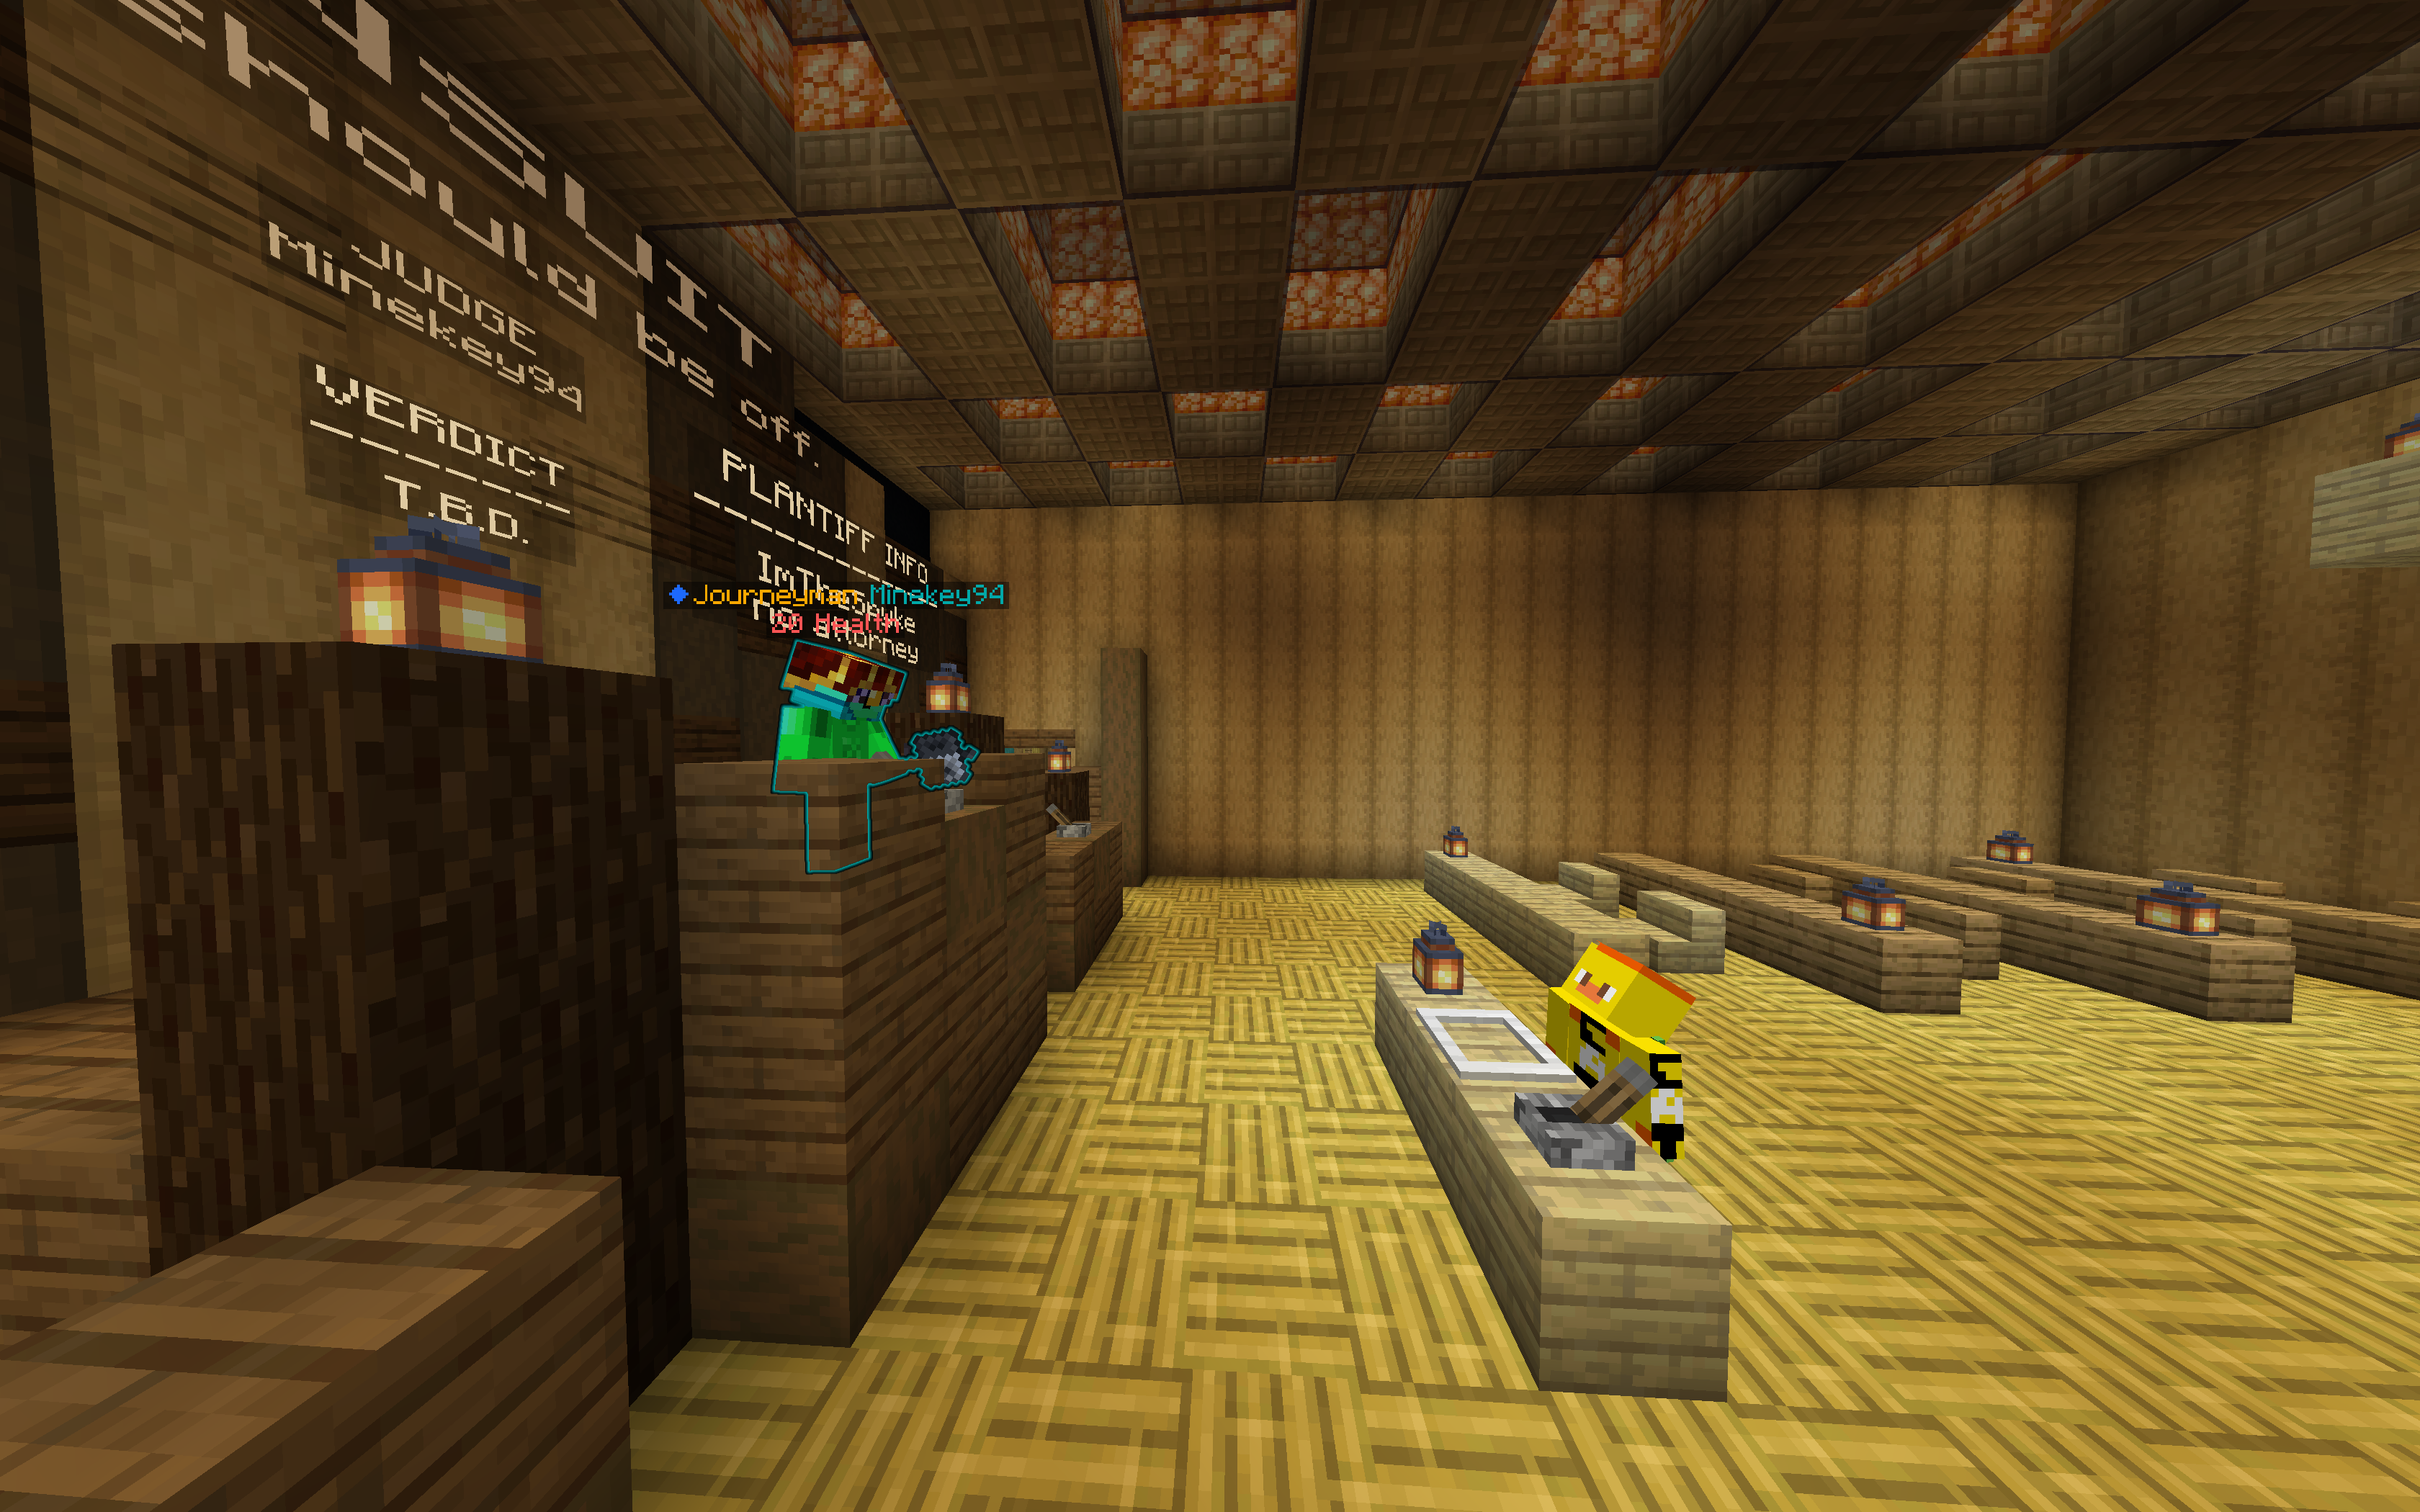 should be off.
JUDGE
Minekey94
VERDICT
T.B.D.
PLANTIFF INFO
Journeyman Minekey94
20 Health